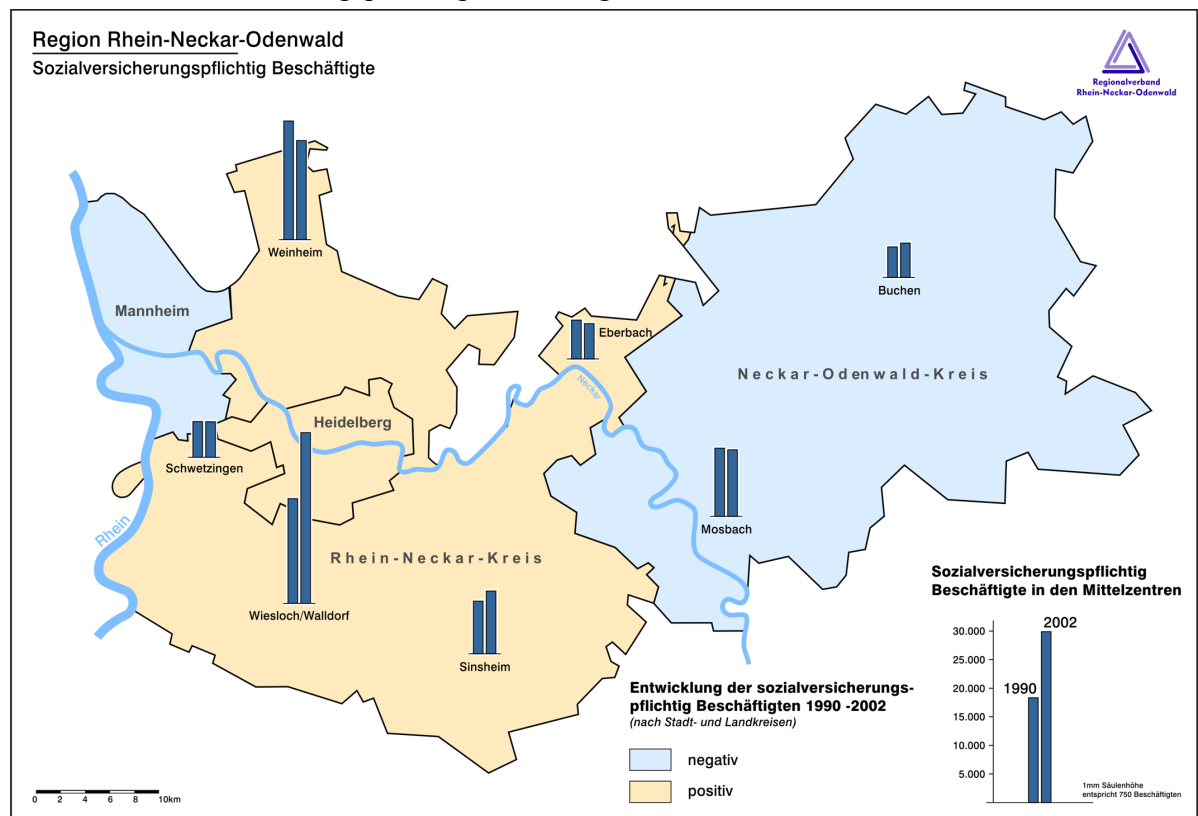 Region Rhein-Neckar-Odenwald
Sozialversicherungspflichtig Beschäftigte
Regionalverband
Rhein-Neckar-Odenwald
Weinheim
Mannheim
Buchen
Eberbach
Neckar-Odenwald-Kreis
Neckar
Heidelberg
Schwetzingen
Rhein
Mosbach
Rhein-Neckar-Kreis
Wiesloch/Walldorf
Sinsheim
Entwicklung der sozialversicherungs-
pflichtig Beschäftigten 1990 -2002
(nach Stadt- und Landkreisen)
negativ
positiv
Sozialversicherungspflichtig
Beschäftigte in den Mittelzentren
2002
1990
30.000
25.000
20.000
15.000
10.000
5.000
1mm Säulenhöhe
entspricht 750 Beschäftigten
0 2 4 6 8 10km